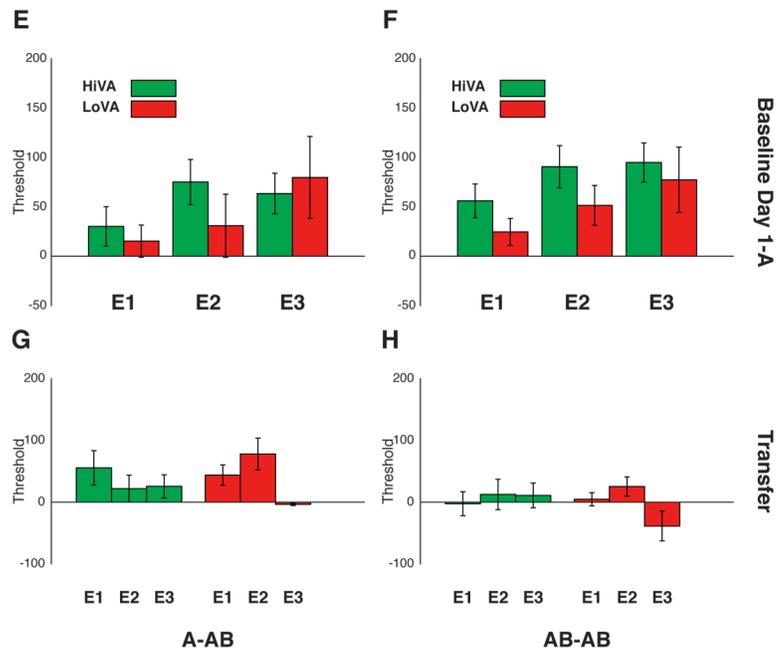 E
200
150
100
50
0
-50
Threshold
HiVA
LoVA
E1 E2 E3
F
200
150
100
50
0
-50
Threshold
HiVA
LoVA
E1 E2 E3
Baseline Day 1-A
G
200
100
0
-100
Threshold
E1 E2 E3 E1 E2 E3
A-AB
H
200
100
0
-100
Threshold
E1 E2 E3 E1 E2 E3
AB-AB
Transfer